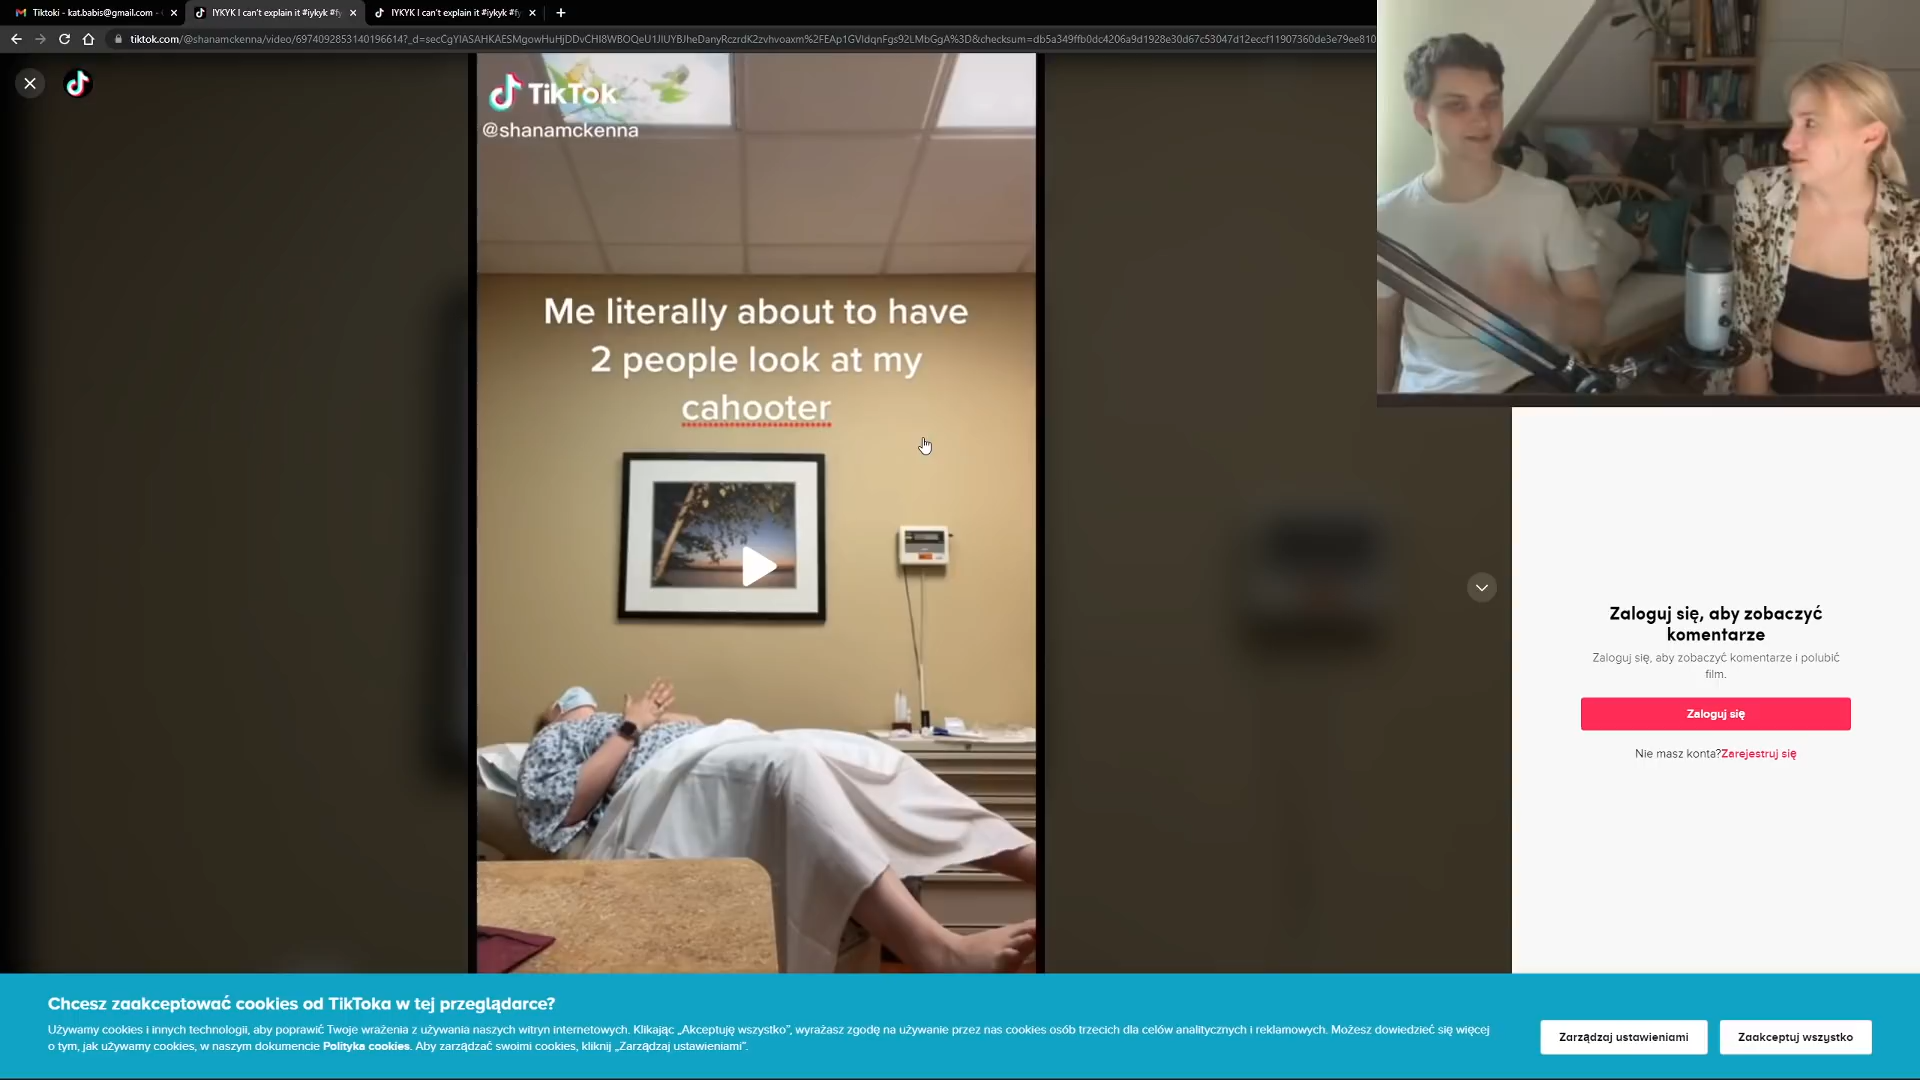 Tiktoki - kat.babis@gmail.com -
IYKYK I can't explain it #iykyk #f
IYKYK I can't explain it #iykyk #f
TikTok
@shanamckenna
Me literally about to have
2 people look at my
cahooter
Zaloguj się, aby zobaczyć
komentarze
Zaloguj się, aby zobaczyć komentarze i polubić
film.
Zaloguj się
Nie masz konta?Zarejestruj się
Chcesz zaakceptować cookies od TikToka w tej przeglądarce?
Używamy cookies i innych technologii, aby poprawić Twoje wrażenia z używania naszych witryn internetowych. Klikając „Akceptuję wszystko”, wyrażasz zgodę na używanie przez nas cookies osób trzecich dla celów analitycznych i reklamowych. Możesz dowiedzieć się więcej
o tym, jak używamy cookies, w naszym dokumencie Polityka cookies. Aby zarządzać swoimi cookies, kliknij „Zarządzaj ustawieniami”.
Zarządzaj ustawieniami
Zaakceptuj wszystko